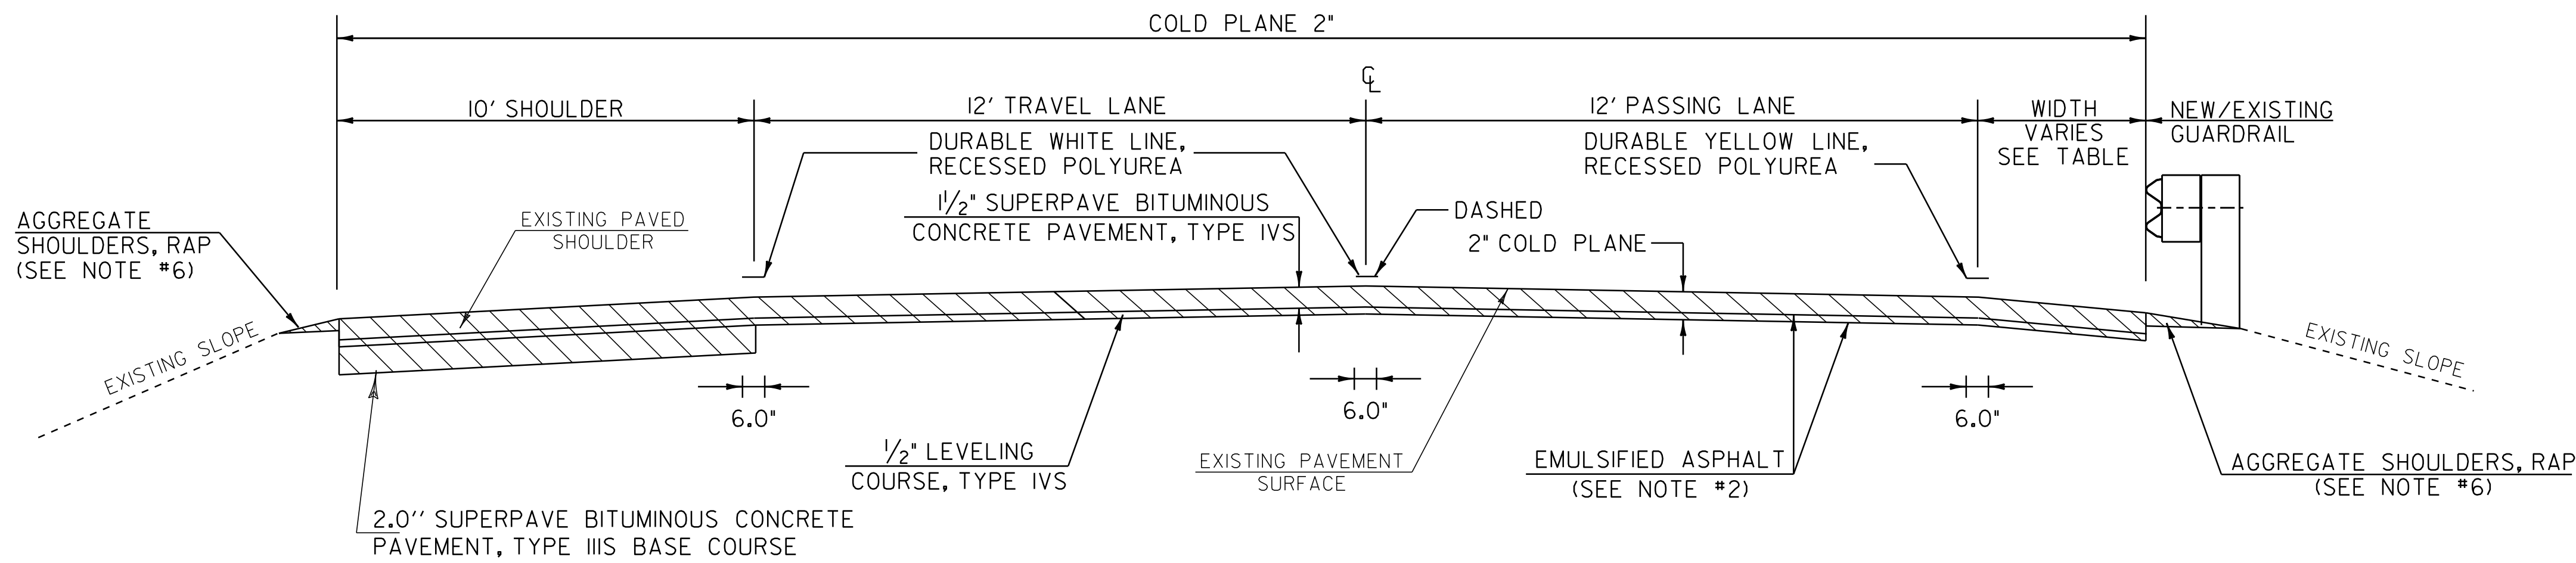 COLD PLANE 2"
℄
10' SHOULDER
12' TRAVEL LANE
12' PASSING LANE
WIDTH
VARIES
SEE TABLE
NEW/EXISTING
GUARDRAIL
DURABLE WHITE LINE,
RECESSED POLYUREA
DURABLE YELLOW LINE,
RECESSED POLYUREA
AGGREGATE
SHOULDERS, RAP
(SEE NOTE #6)
EXISTING PAVED
SHOULDER
1 1/2" SUPERPAVE BITUMINOUS
CONCRETE PAVEMENT, TYPE IVS
DASHED
2" COLD PLANE
EXISTING SLOPE
EXISTING SLOPE
6.0"
6.0"
6.0"
1/2" LEVELING
COURSE, TYPE IVS
EXISTING PAVEMENT
SURFACE
EMULSIFIED ASPHALT
(SEE NOTE #2)
AGGREGATE SHOULDERS, RAP
(SEE NOTE #6)
2.0'' SUPERPAVE BITUMINOUS CONCRETE
PAVEMENT, TYPE IIIS BASE COURSE